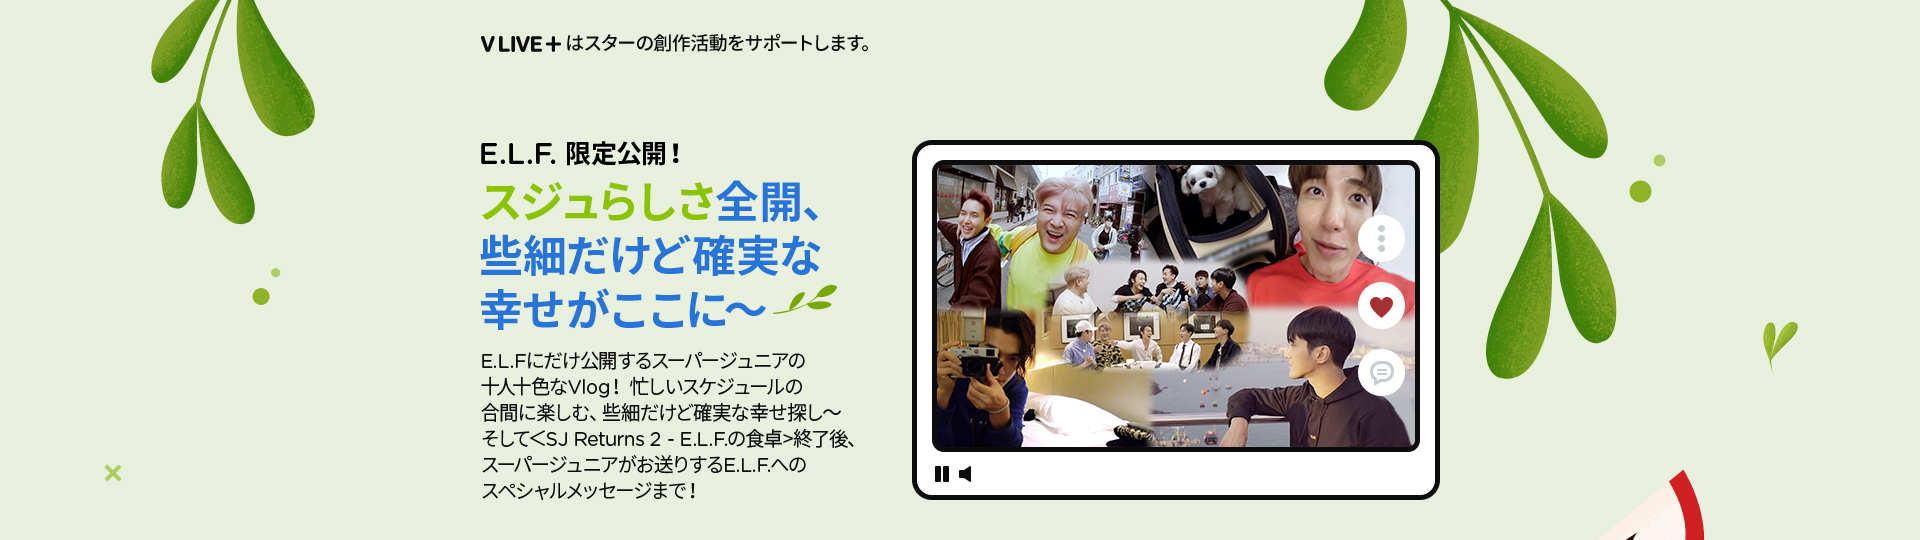 V LIVE+ はスターの創作活動をサポートします。
E.L.F. 限定公開！
スジュらしさ全開、
些細だけど確実な
幸せがここに〜
E.L.Fにだけ公開するスーパージュニアの
十人十色なVlog！ 忙しいスケジュールの
合間に楽しむ、些細だけど確実な幸せ探し〜
そして<SJ Returns 2 - E.L.F.の食卓>終了後、
スーパージュニアがお送りするE.L.F.への
スペシャルメッセージまで！